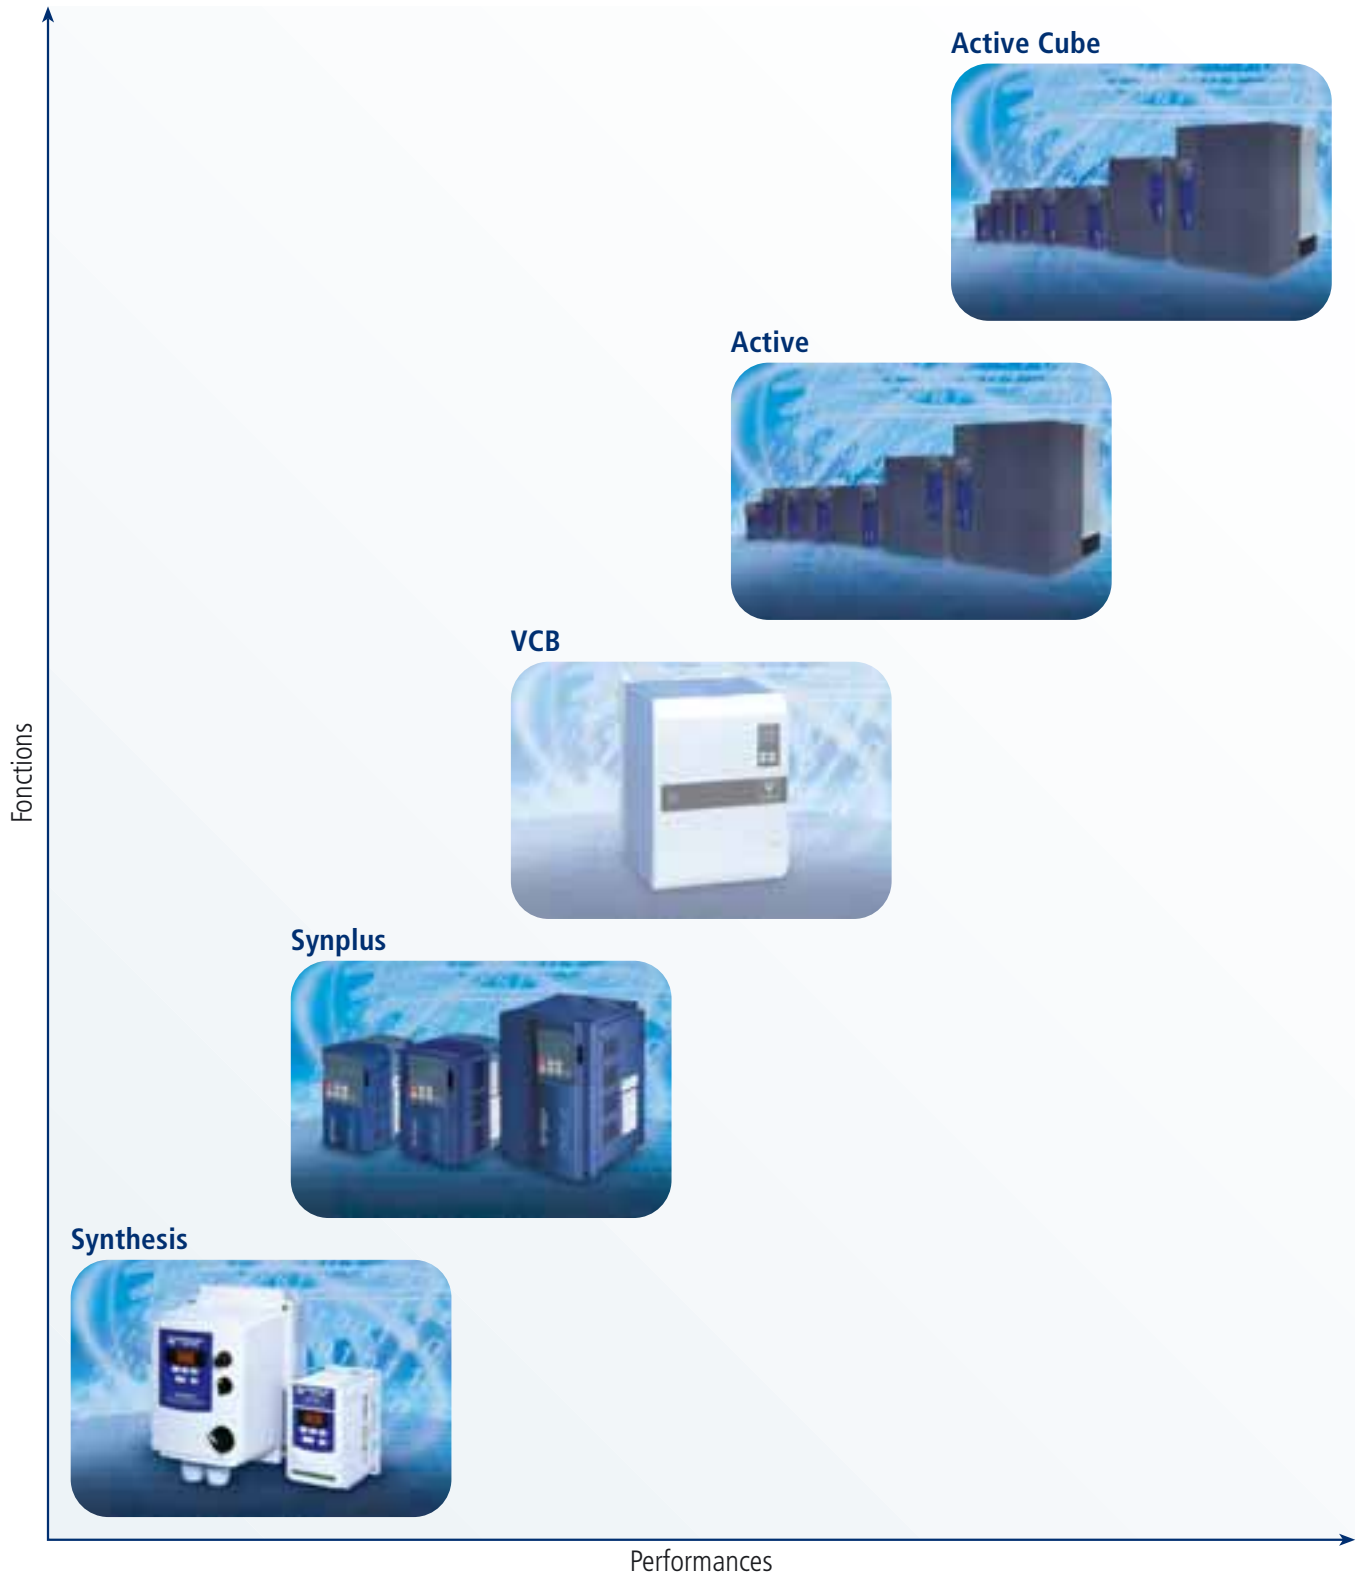 Active Cube
Active
VCB
Fonctions
Synplus
Synthesis
Performances